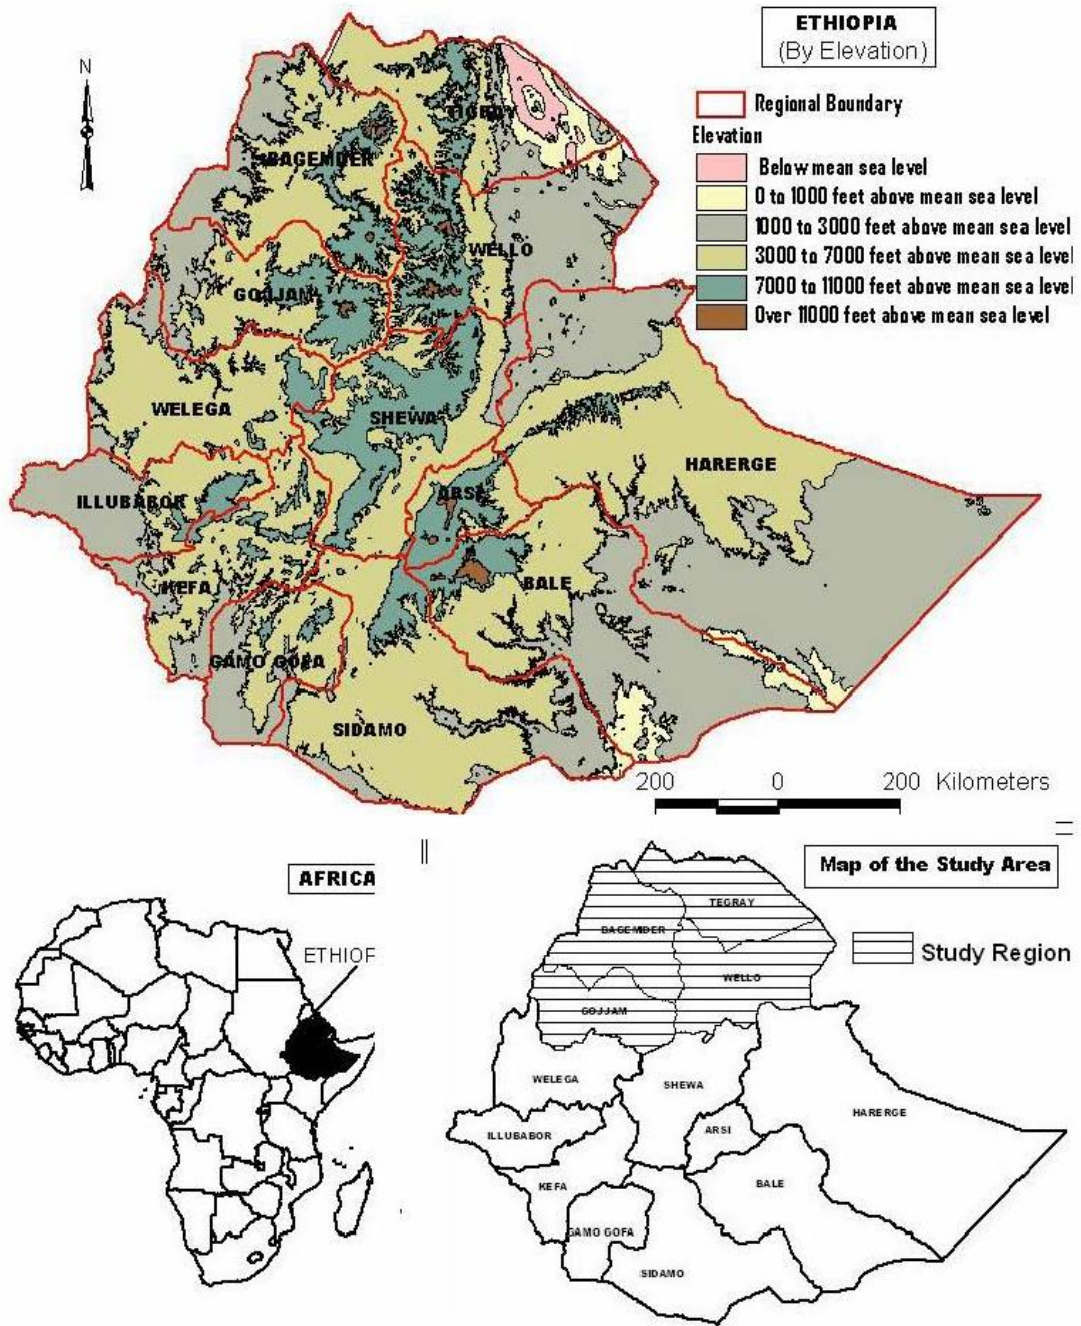 ETHIOPIA
(By Elevation)
N
Regional Boundary
Elevation
Below mean sea level
0 to 1000 feet above mean sea level
1000 to 3000 feet above mean sea level
3000 to 7000 feet above mean sea level
7000 to 11000 feet above mean sea level
Over 11000 feet above mean sea level
TIGRAY
BAGEMDER
WELLO
GOJJAM
WELEGA
SHEWA
HARERGE
ILLUBABOR
ARSI
KEFA
BALE
GAMO GOFA
SIDAMO
200 0 200 Kilometers
AFRICA
ETHIOF
Map of the Study Area
Study Region
TEGRAY
BAGEMDER
WELLO
GOJJAM
WELEGA
SHEWA
HARERGE
ILLUBABOR
ARSI
KEFA
BALE
GAMO GOFA
SIDAMO